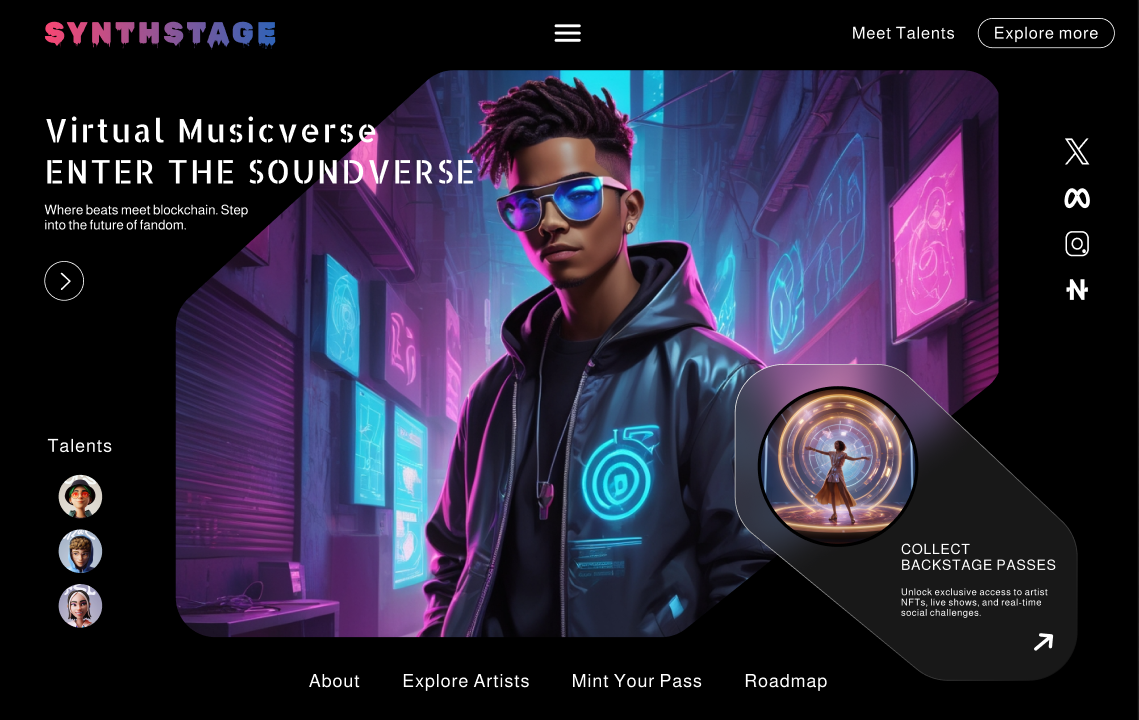 SYNTHSTAGE
Meet Talents
Explore more
Virtual Musicverse
ENTER THE SOUNDVERSE
Where beats meet blockchain. Step
into the future of fandom.
Talents
COLLECT
BACKSTAGE PASSES
Unlock exclusive access to artist
NFTs, live shows, and real-time
social challenges.
About
Explore Artists
Mint Your Pass
Roadmap